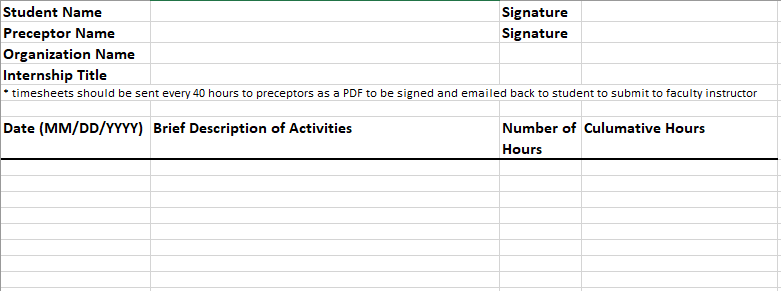 Student Name Signature
Preceptor Name Signature
Organization Name
Internship Title
* timesheets should be sent every 40 hours to preceptors as a PDF to be signed and emailed back to student to submit to faculty instructor
Date (MM/DD/YYYY) Brief Description of Activities Number of Culumative Hours
Hours